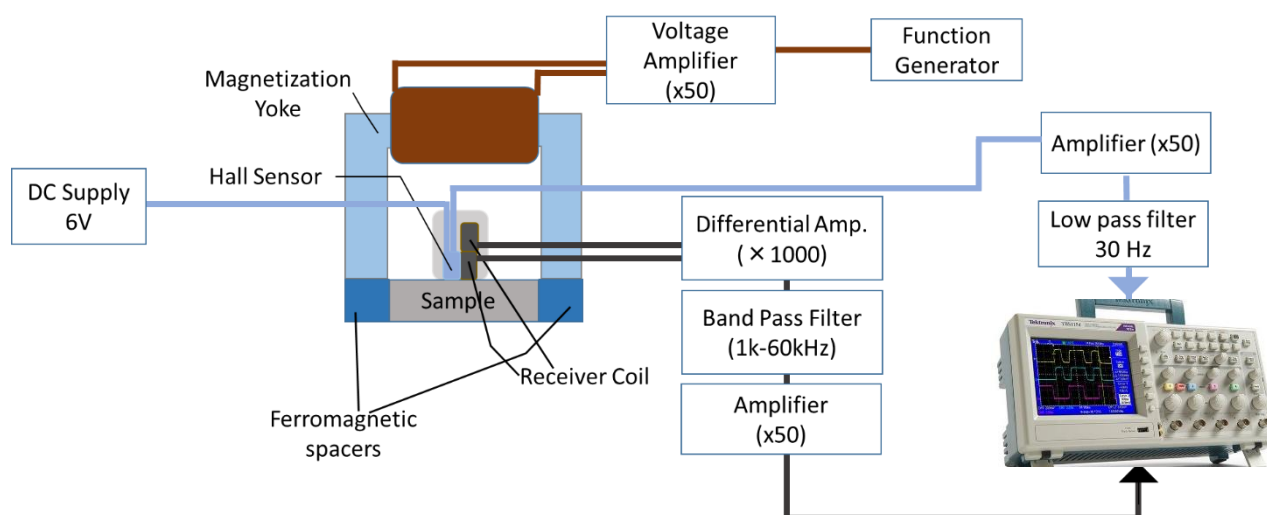 Voltage
Amplifier
(x50)
Function
Generator
Magnetization
Yoke
Hall Sensor
DC Supply
6V
Amplifier (x50)
Low pass filter
30 Hz
Differential Amp.
(×1000)
Band Pass Filter
(1k-60kHz)
Amplifier
(x50)
Sample
Receiver Coil
Ferromagnetic
spacers
Tektronix